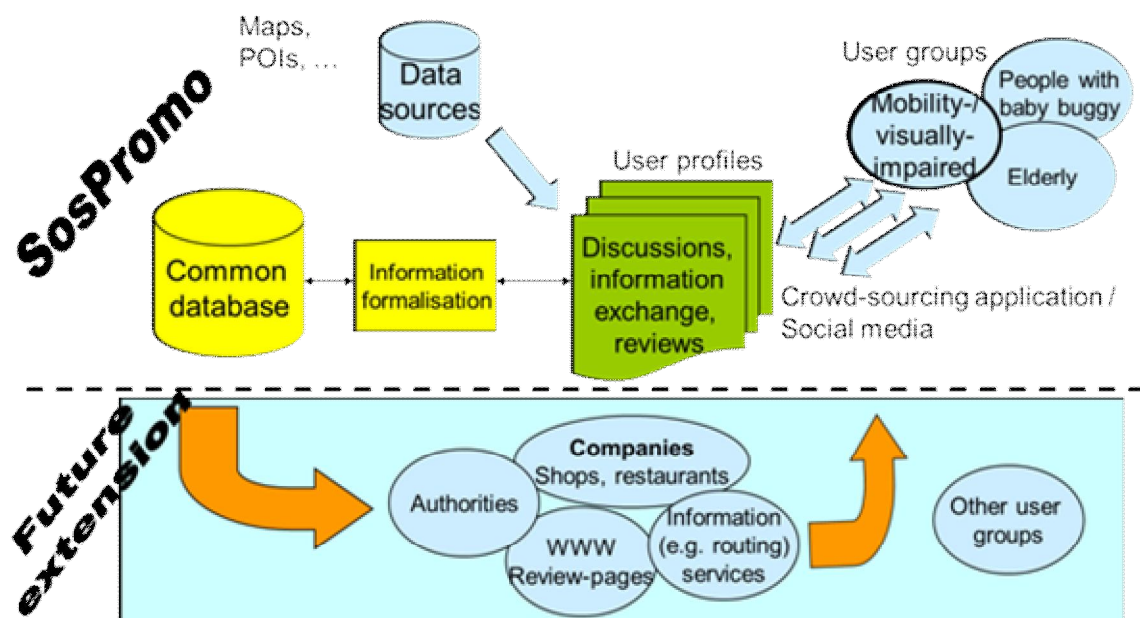 SosPromo
Maps,
POIs, ...
Data
sources
User groups
People with
baby buggy
Mobility-/
visually-
impaired
Elderly
User profiles
Common
database
Information
formalisation
Discussions,
information
exchange,
reviews
Crowd-sourcing application /
Social media
Future
extension
Companies
Shops, restaurants
Authorities
WWW
Review-pages
Information
(e.g. routing)
services
Other user
groups